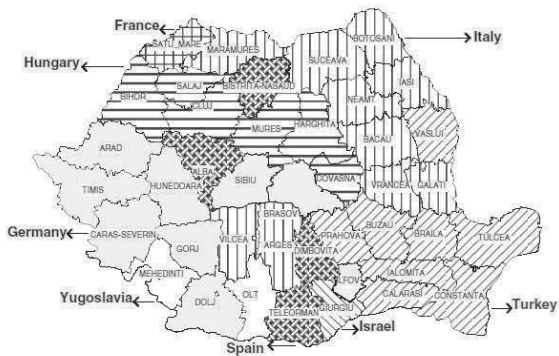 France
BOTOSANI
Italy
SATU_MARE
MARAMURES
SUCEAVA
Hungary
SALAJ
BISTRITA-NASAUD
IASI
BIHOR
CLUJ
NEAMT
MURES
HARGHITA
BACAU
VASLUI
ARAD
ALBA
COVASNA
TIMIS
HUNEDOARA
SIBIU
VRANCEA
GALATI
BRASOV
Germany
CARAS-SEVERIN
GORJ
VILCEA
ARGES
DIMBOVITA
PRAHOVA
BUZAU
BRAILA
TULCEA
MEHEDINTI
ILFOV
IALOMITA
Yugoslavia
DOLJ
OLT
TELEORMAN
GIURGIU
CALARASI
CONSTANTA
Turkey
Israel
Spain